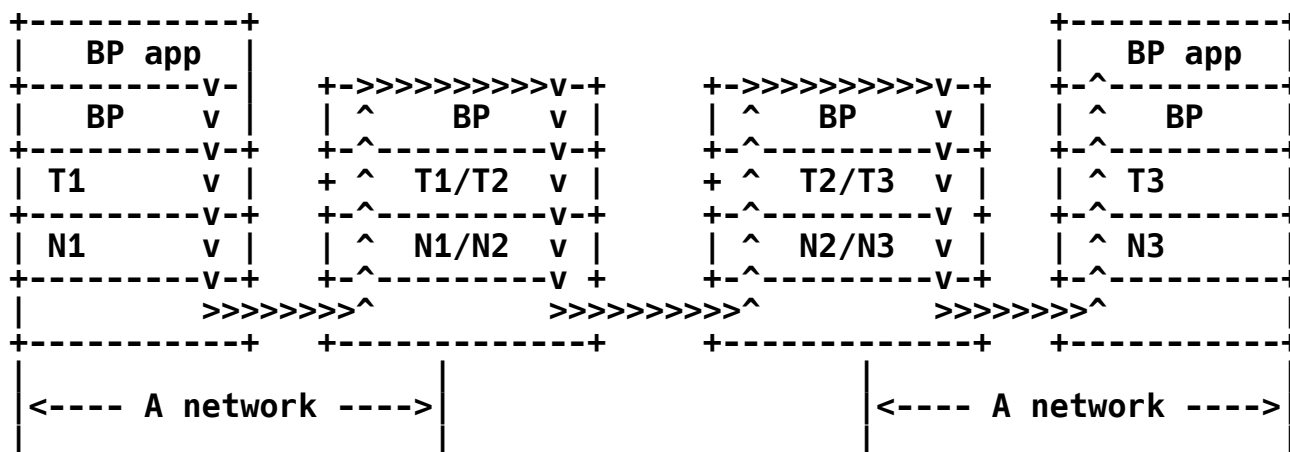 +-----------+                                         +-----------+
|   BP app  |                                         |   BP app  |
+---------v-|   +->>>>>>>>>>v-+     +->>>>>>>>>>v-+   +-^---------+
|   BP    v |   | ^    BP   v |     | ^   BP    v |   | ^   BP    |
+---------v-+   +-^---------v-+     +-^---------v-+   +-^---------+
| T1      v |   + ^  T1/T2  v |     + ^  T2/T3  v |   | ^ T3      |
+---------v-+   +-^---------v-+     +-^---------v +   +-^---------+
| N1      v |   | ^  N1/N2  v |     | ^  N2/N3  v |   | ^ N3      |
+---------v-+   +-^---------v +     +-^---------v-+   +-^---------+
|         >>>>>>>>^         >>>>>>>>>>^         >>>>>>>>^         |
+-----------+   +-------------+     +-------------+   +-----------+
|                     |                     |                     |
|<---- A network ---->|                     |<---- A network ---->|
|                     |                     |                     |